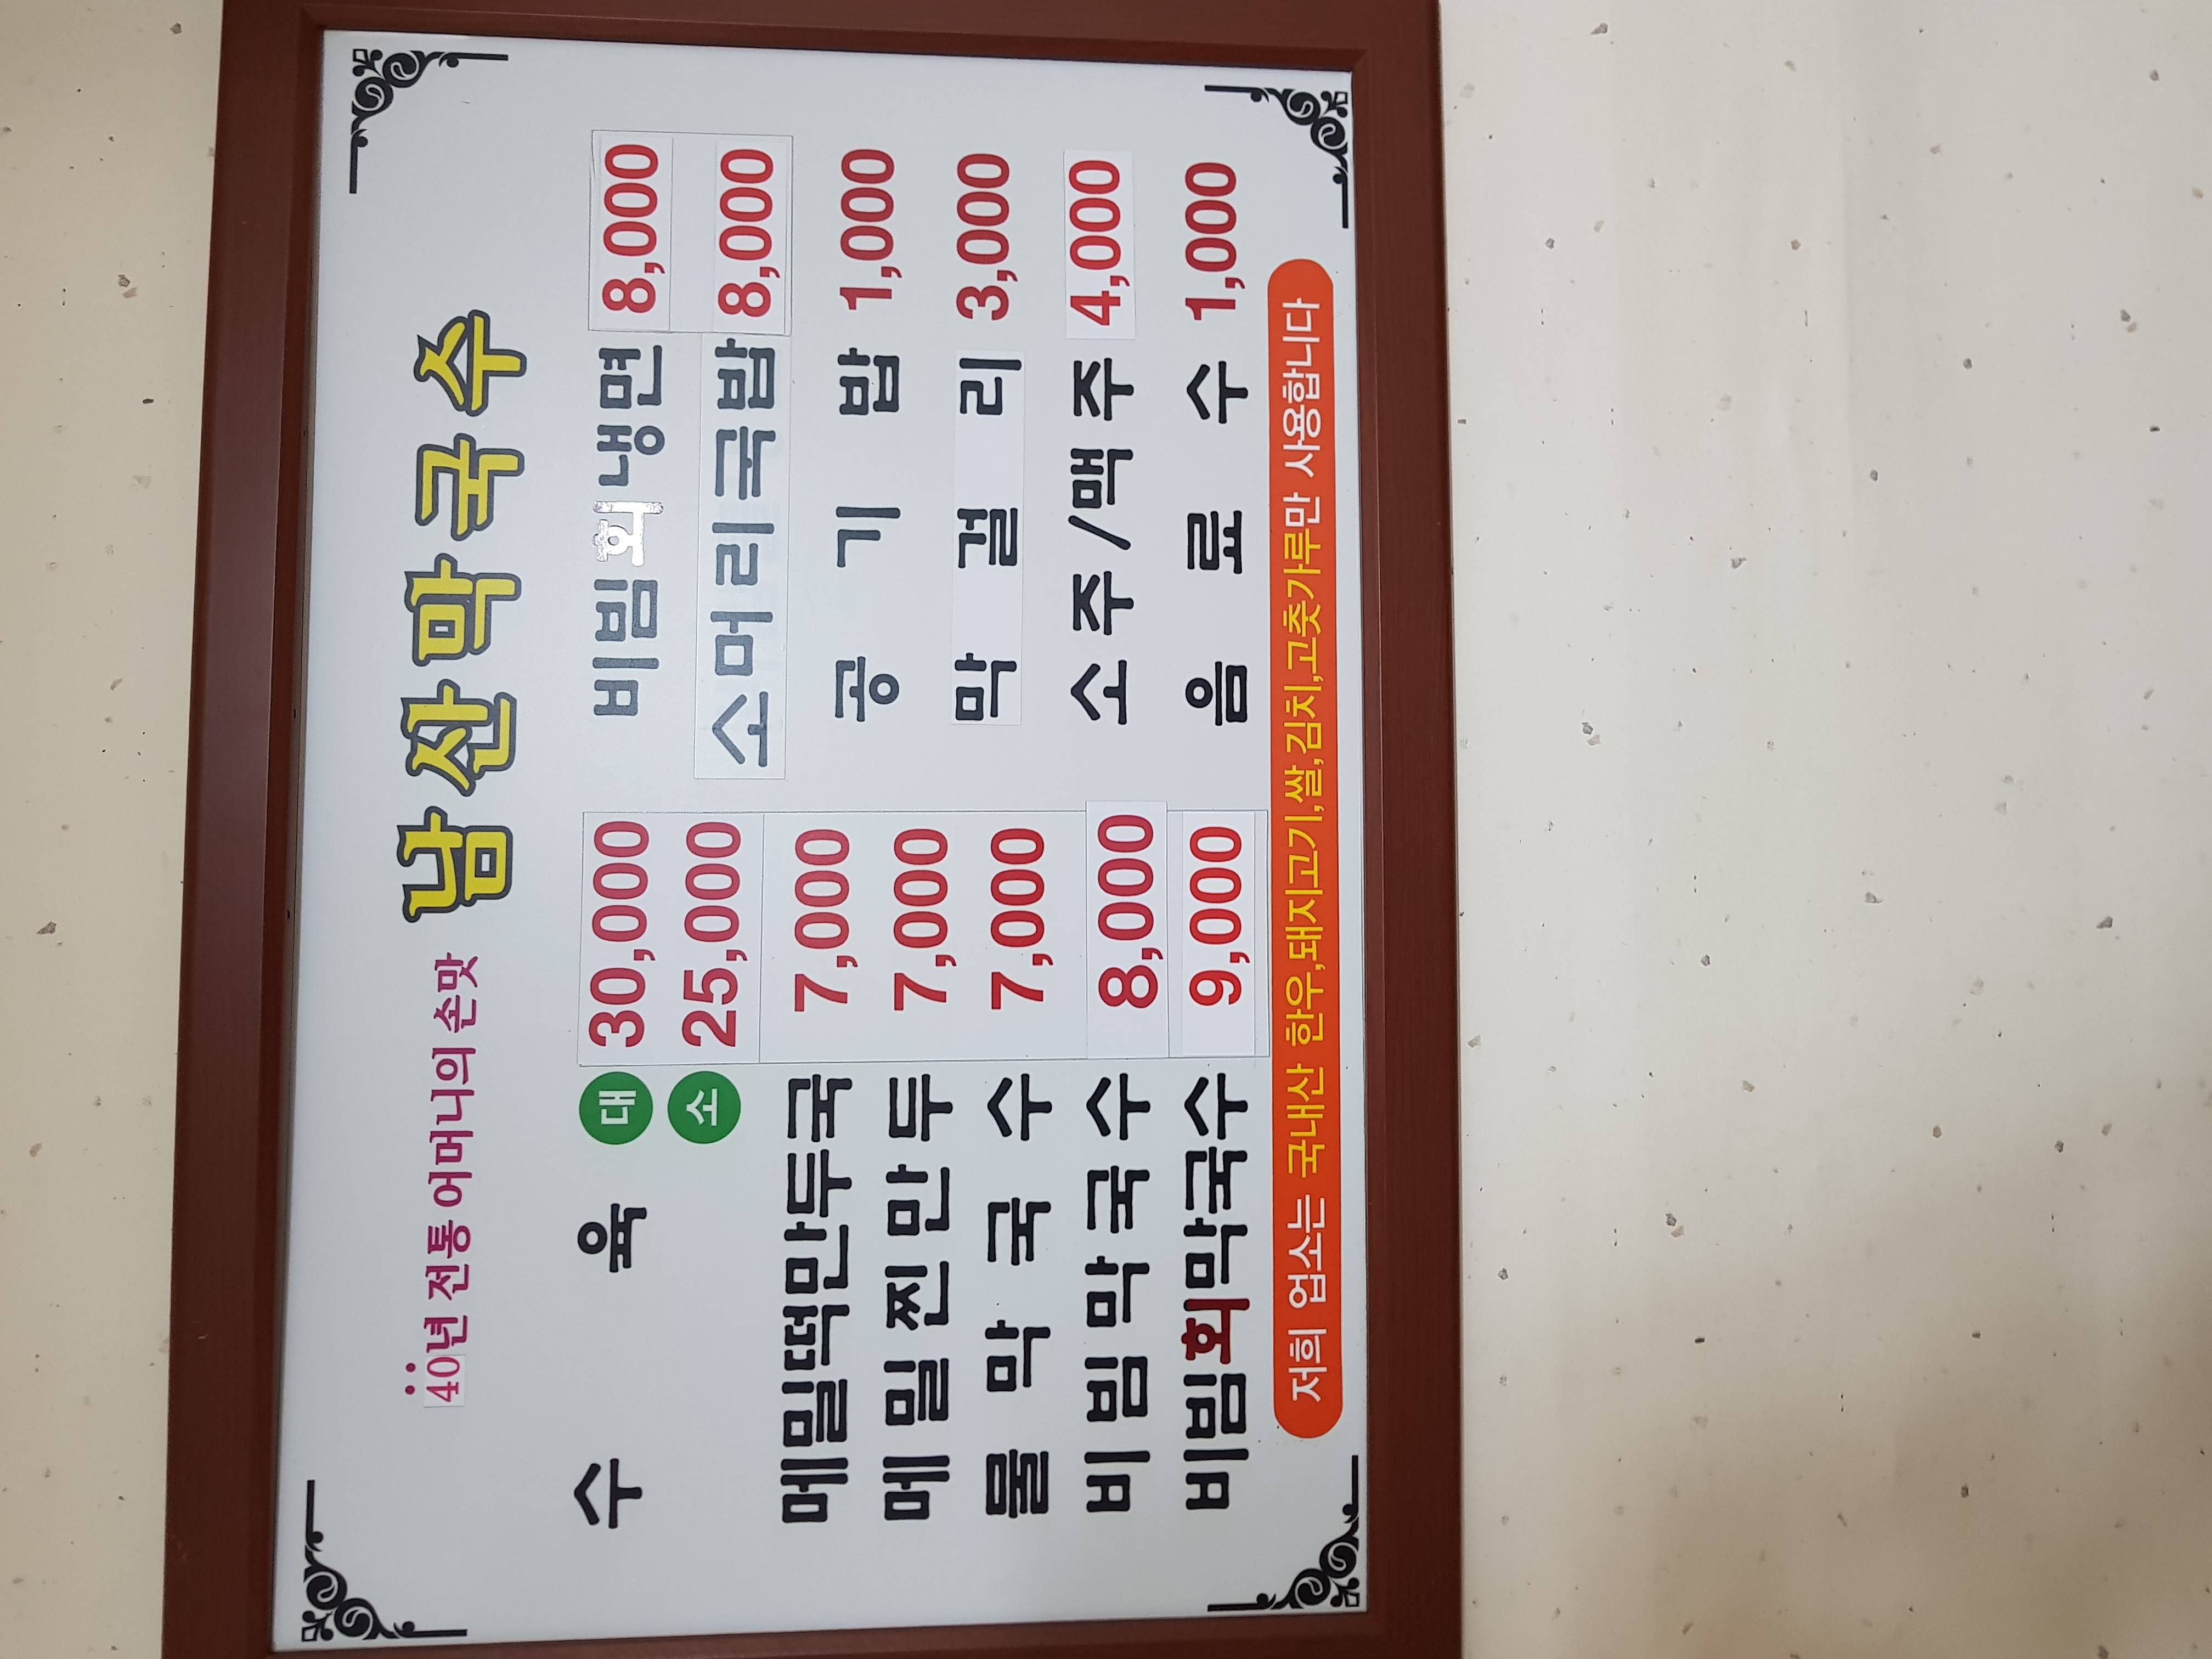 40년 전통 어머니의 손맛 남산막국수
수 육 대 30,000
소 25,000
메밀떡만두국 7,000
메밀찐만두 7,000
물막국수 7,000
비빔막국수 8,000
비빔회막국수 9,000
비빔회냉면 8,000
소머리국밥 8,000
공 기 밥 1,000
막 걸 리 3,000
소주/맥주 4,000
음 료 수 1,000
저희 업소는 국내산 한우,돼지고기,쌀,김치,고춧가루만 사용합니다